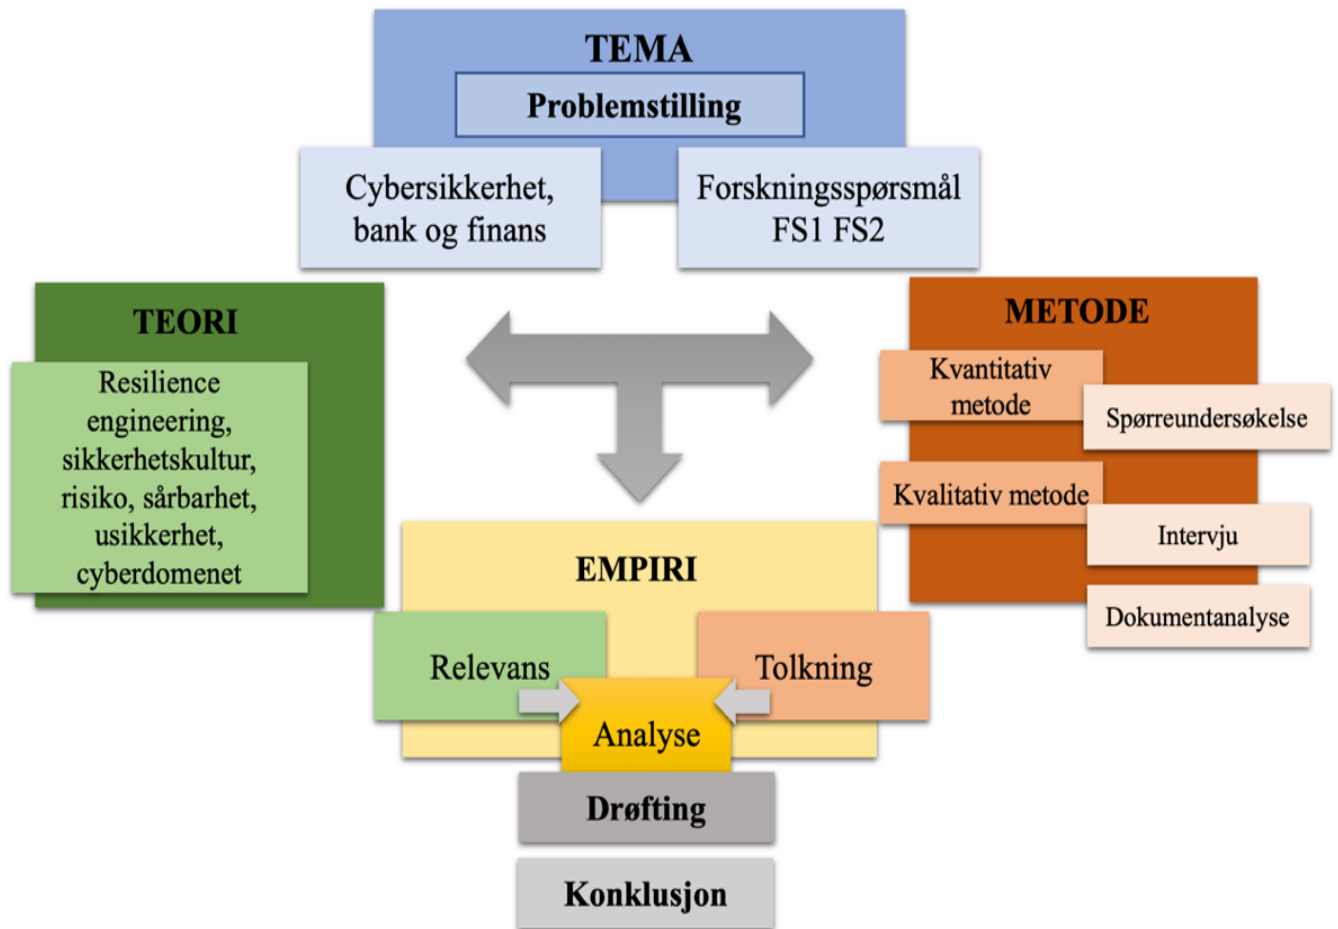 TEMA
Problemstilling
Cybersikkerhet,
bank og finans
Forskningsspørsmål
FS1 FS2
TEORI
Resilience
engineering,
sikkerhetskultur,
risiko, sårbarhet,
usikkerhet,
cyberdomenet
METODE
Kvantitativ
metode
Spørreundersøkelse
Kvalitativ metode
Intervju
Dokumentanalyse
EMPIRI
Relevans
Tolkning
Analyse
Drøfting
Konklusjon